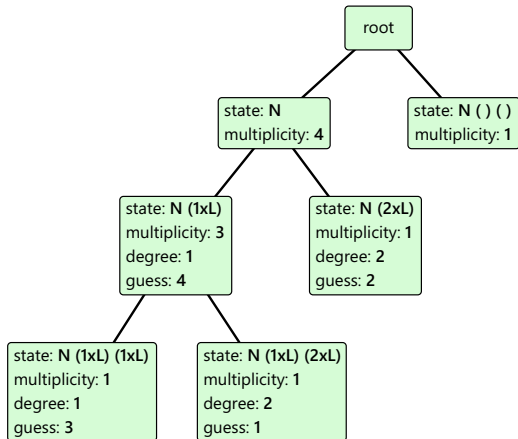 root
state: N
multiplicity: 4
state: N ( ) ( )
multiplicity: 1
state: N (1xL)
multiplicity: 3
degree: 1
guess: 4
state: N (2xL)
multiplicity: 1
degree: 2
guess: 2
state: N (1xL) (1xL)
multiplicity: 1
degree: 1
guess: 3
state: N (1xL) (2xL)
multiplicity: 1
degree: 2
guess: 1